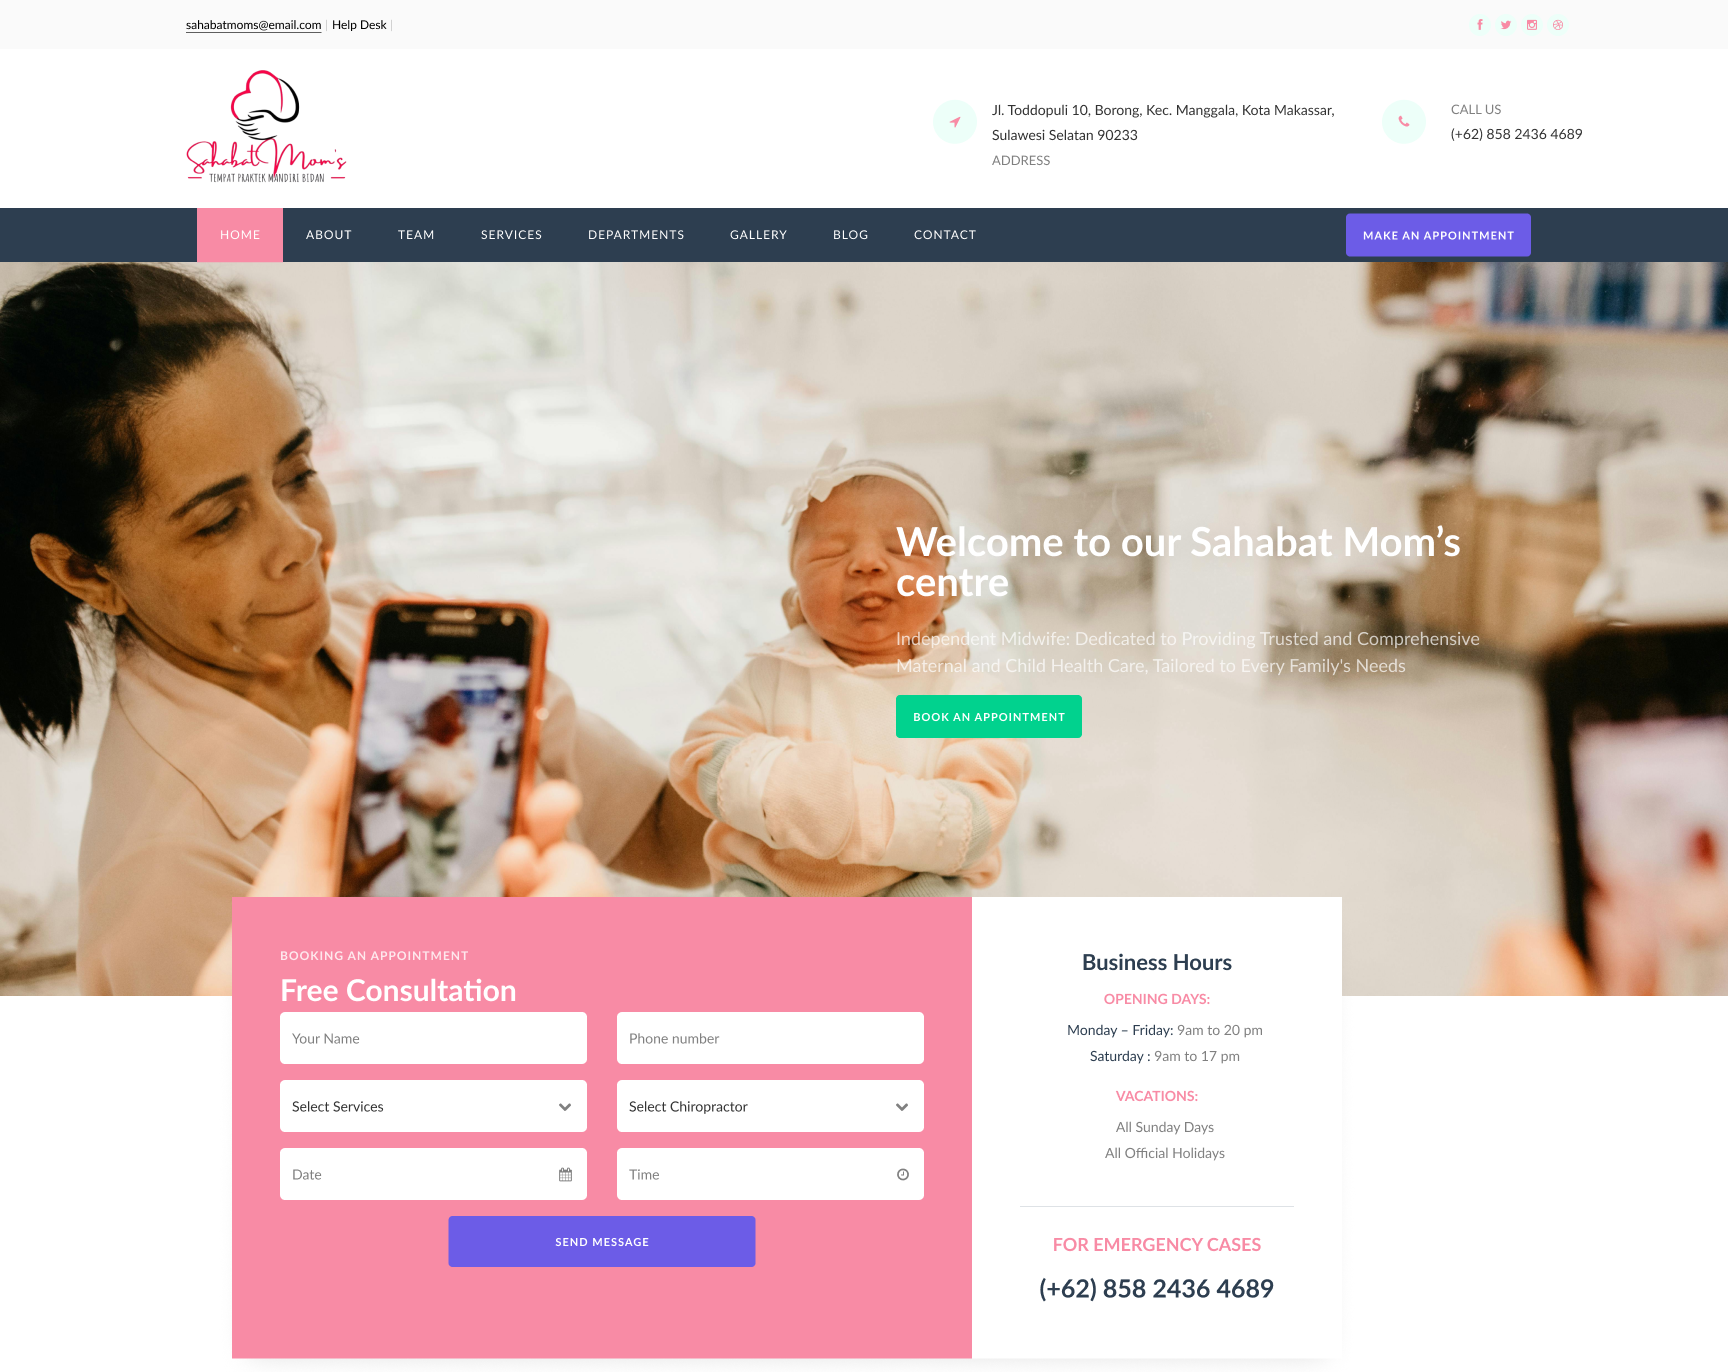 sahabatmoms@email.com Help Desk
Sahabat Mom's
TEMPAT PRAKTIK MANDIRI BIDAN
Jl. Toddopuli 10, Borong, Kec. Manggala, Kota Makassar,
Sulawesi Selatan 90233
ADDRESS
CALL US
(+62) 858 2436 4689
HOME ABOUT TEAM SERVICES DEPARTMENTS GALLERY BLOG CONTACT MAKE AN APPOINTMENT
Welcome to our Sahabat Mom’s
centre
Independent Midwife: Dedicated to Providing Trusted and Comprehensive
Maternal and Child Health Care, Tailored to Every Family's Needs
BOOK AN APPOINTMENT
BOOKING AN APPOINTMENT
Free Consultation
Your Name Phone number
Select Services Select Chiropractor
Date Time
SEND MESSAGE
Business Hours
OPENING DAYS:
Monday – Friday: 9am to 20 pm
Saturday : 9am to 17 pm
VACATIONS:
All Sunday Days
All Official Holidays
FOR EMERGENCY CASES
(+62) 858 2436 4689